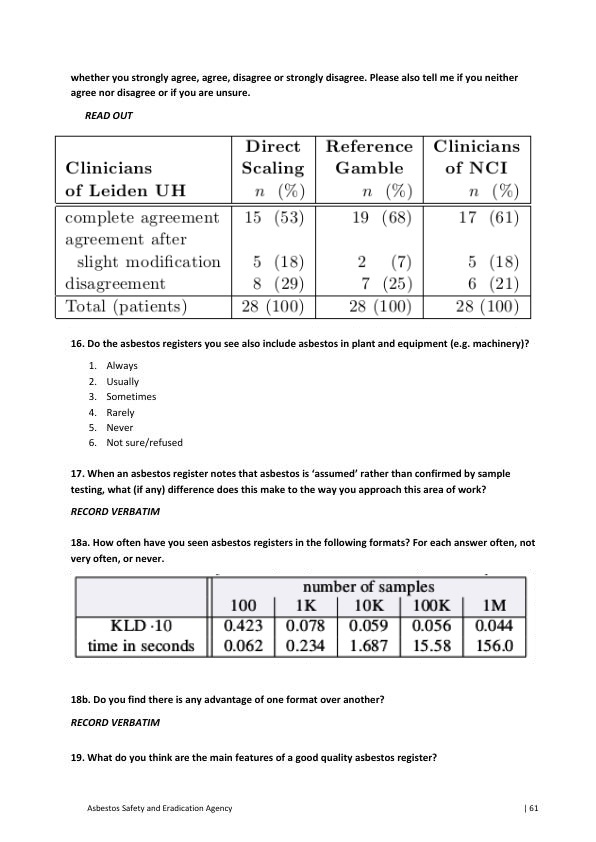 whether you strongly agree, agree, disagree or strongly disagree. Please also tell me if you neither
agree nor disagree or if you are unsure.
READ OUT
Direct Reference Clinicians
Clinicians Scaling Gamble of NCI
of Leiden UH n (%) n (%) n (%)
complete agreement 15 (53) 19 (68) 17 (61)
agreement after
slight modification 5 (18) 2 (7) 5 (18)
disagreement 8 (29) 7 (25) 6 (21)
Total (patients) 28 (100) 28 (100) 28 (100)
16. Do the asbestos registers you see also include asbestos in plant and equipment (e.g. machinery)?
1. Always
2. Usually
3. Sometimes
4. Rarely
5. Never
6. Not sure/refused
17. When an asbestos register notes that asbestos is ‘assumed’ rather than confirmed by sample
testing, what (if any) difference does this make to the way you approach this area of work?
RECORD VERBATIM
18a. How often have you seen asbestos registers in the following formats? For each answer often, not
very often, or never.
number of samples
100 1K 10K 100K 1M
KLD ·10 0.423 0.078 0.059 0.056 0.044
time in seconds 0.062 0.234 1.687 15.58 156.0
18b. Do you find there is any advantage of one format over another?
RECORD VERBATIM
19. What do you think are the main features of a good quality asbestos register?
Asbestos Safety and Eradication Agency | 61